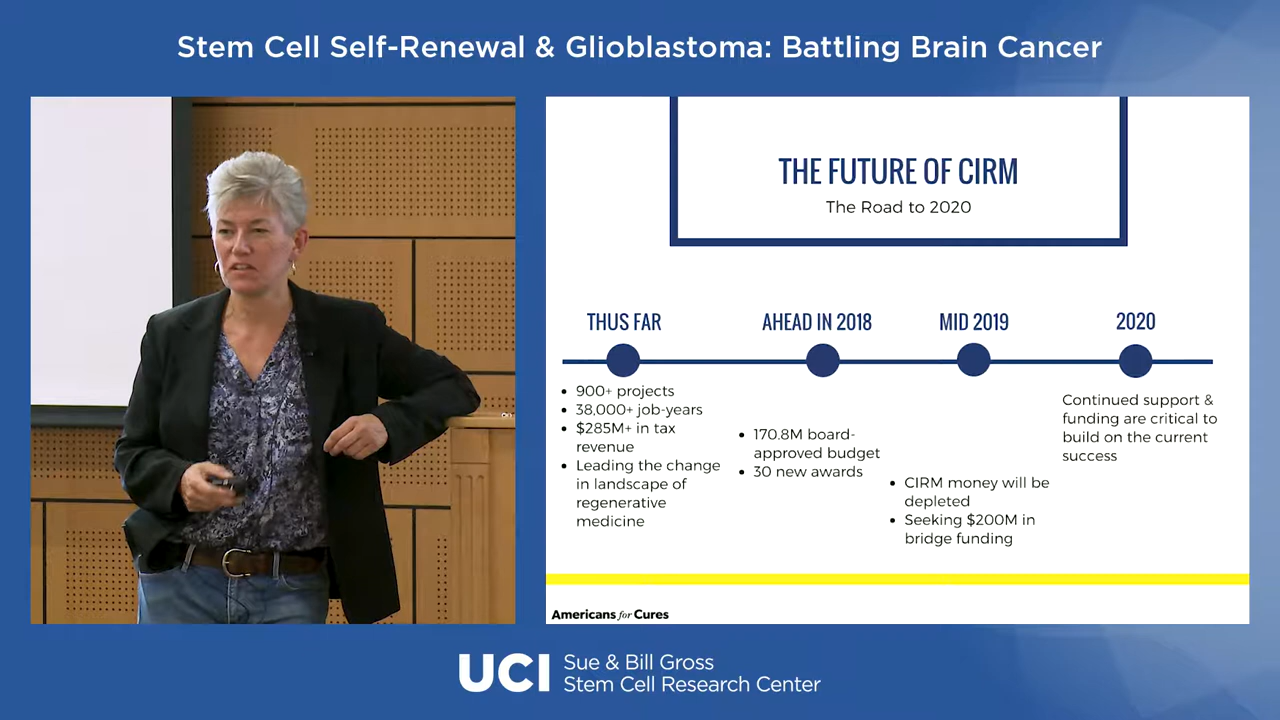 Stem Cell Self-Renewal & Glioblastoma: Battling Brain Cancer
THE FUTURE OF CIRM
The Road to 2020
THUS FAR
• 900+ projects
• 38,000+ job-years
• $285M+ in tax
revenue
• Leading the change
in landscape of
regenerative
medicine
AHEAD IN 2018
• 170.8M board-
approved budget
• 30 new awards
MID 2019
• CIRM money will be
depleted
• Seeking $200M in
bridge funding
2020
Continued support &
funding are critical to
build on the current
success
Americans for Cures
UCI
Sue & Bill Gross
Stem Cell Research Center